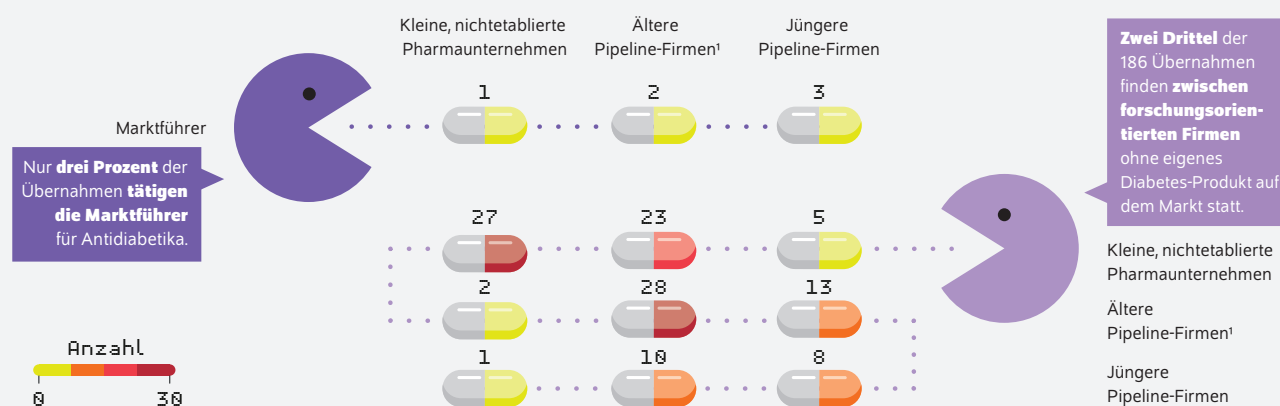 Kleine, nichtetablierte
Pharmaunternehmen
Ältere
Pipeline-Firmen¹
Jüngere
Pipeline-Firmen
1
2
3
Marktführer
Nur drei Prozent der
Übernahmen tätigen
die Marktführer
für Antidiabetika.
Zwei Drittel der
186 Übernahmen
finden zwischen
forschungsorien-
tierten Firmen
ohne eigenes
Diabetes-Produkt auf
dem Markt statt.
27
23
5
Kleine, nichtetablierte
Pharmaunternehmen
2
28
13
Ältere
Pipeline-Firmen¹
1
10
8
Jüngere
Pipeline-Firmen
Anzahl
0
30